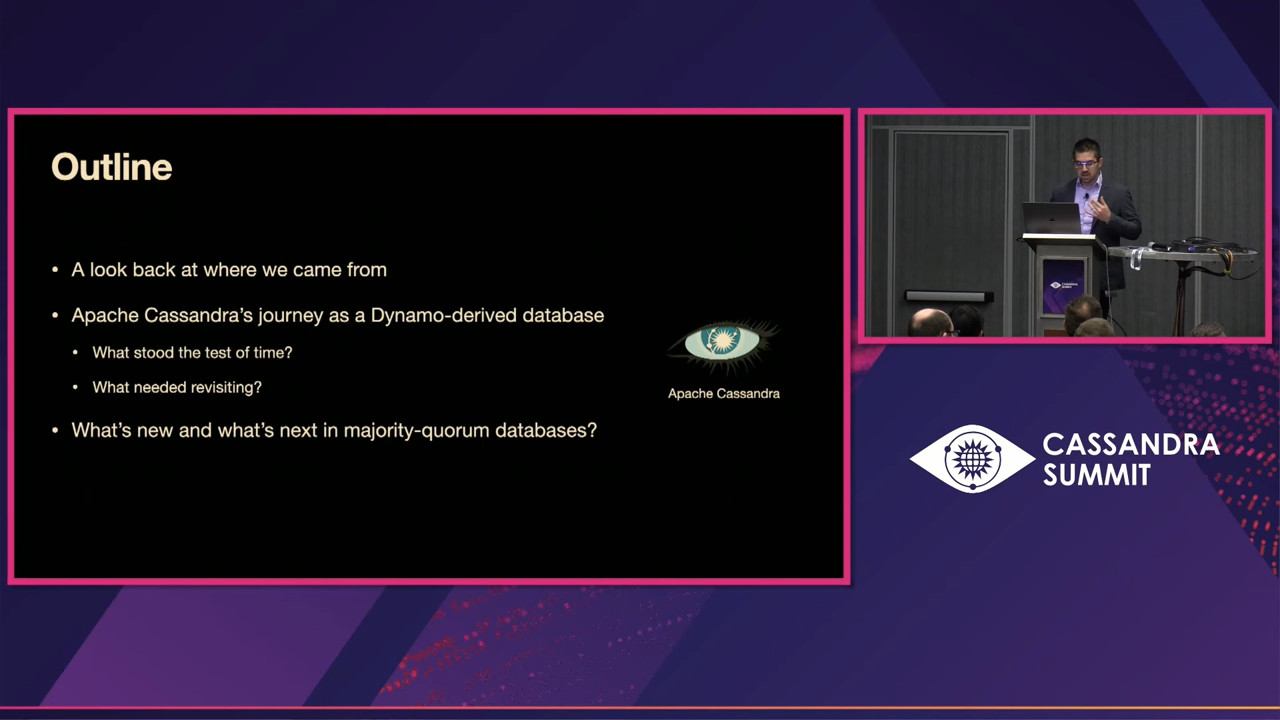 Outline
• A look back at where we came from
• Apache Cassandra’s journey as a Dynamo-derived database
• What stood the test of time?
• What needed revisiting?
• What’s new and what’s next in majority-quorum databases?
Apache Cassandra
CASSANDRA
SUMMIT